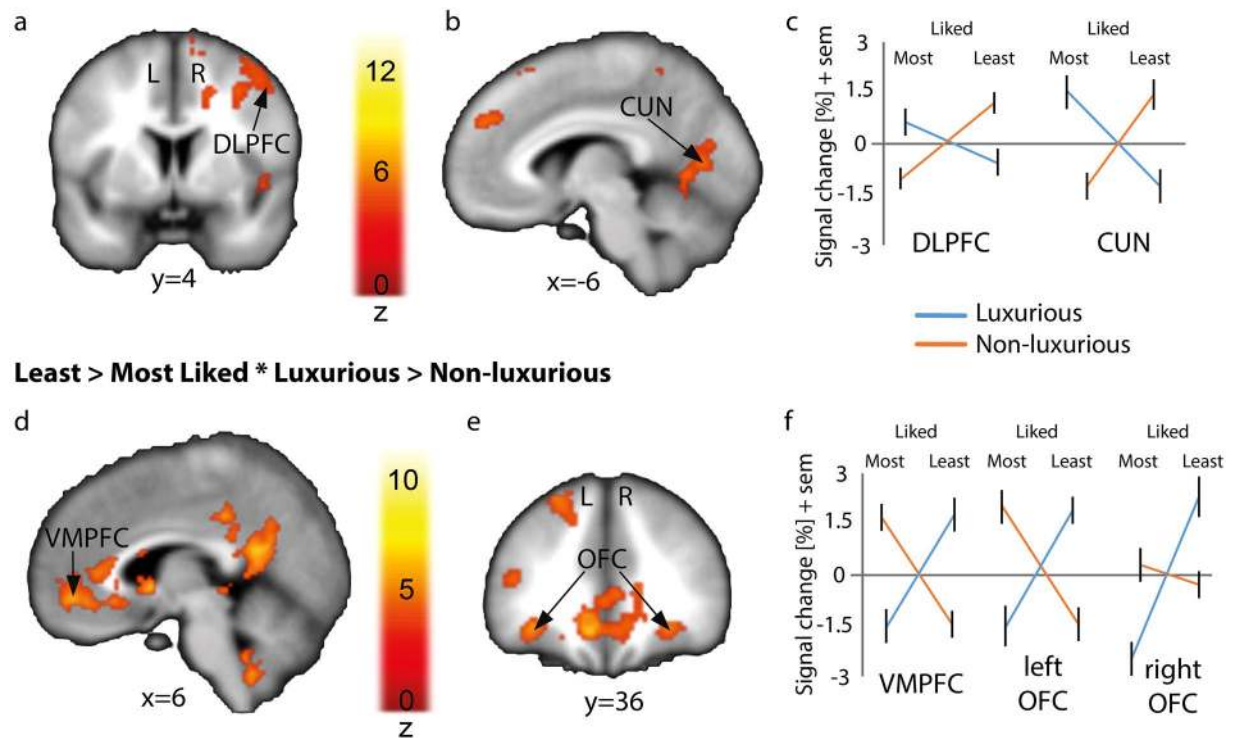 a
L R
DLPFC
y=4
12
6
0
z
b
CUN
x=-6
c
Liked Liked
Most Least Most Least
Signal change [%] + sem
3
1.5
0
-1.5
-3
DLPFC CUN
Luxurious
Non-luxurious
Least > Most Liked * Luxurious > Non-luxurious
d
VMPFC
x=6
10
5
0
z
e
L R
OFC
y=36
f
Liked Liked Liked
Most Least Most Least Most Least
Signal change [%] + sem
3
1.5
0
-1.5
-3
VMPFC
left
OFC
right
OFC